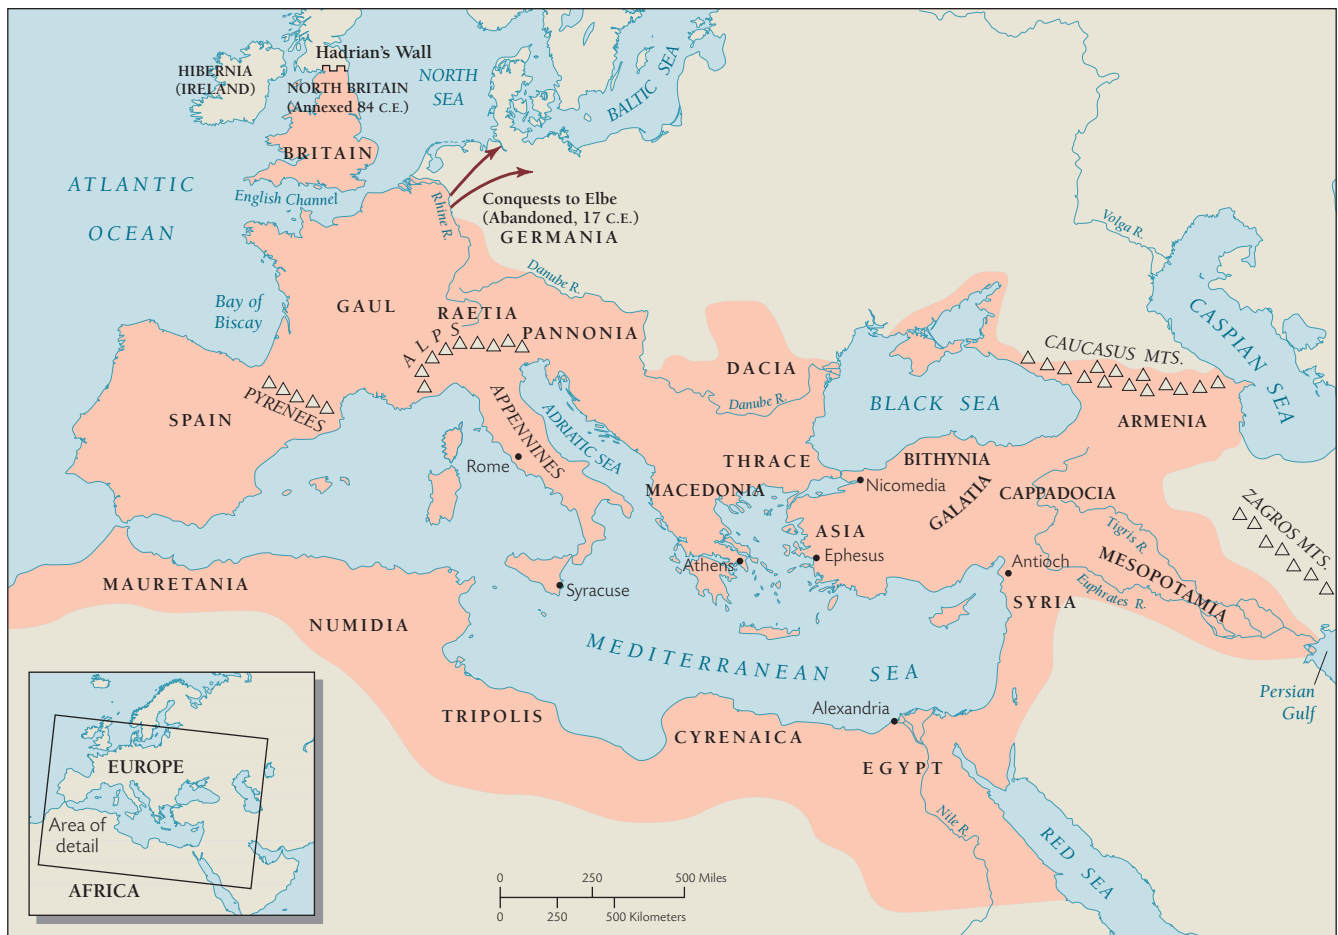 Hadrian's Wall
HIBERNIA
(IRELAND)
NORTH
SEA
NORTH BRITAIN
(Annexed 84 C.E.)
BALTIC SEA
BRITAIN
ATLANTIC
OCEAN
English Channel
Rhine R.
Conquests to Elbe
(Abandoned, 17 C.E.)
GERMANIA
Volga R.
Danube R.
Bay of
Biscay
GAUL
RAETIA
ALPS
PANNONIA
CASPIAN SEA
CAUCASUS MTS.
DACIA
Danube R.
PYRENEES
SPAIN
APPENNINES
ADRIATIC SEA
BLACK SEA
ARMENIA
Rome
THRACE
BITHYNIA
MACEDONIA
Nicomedia
GALATIA
CAPPADOCIA
ZAGROS MTS.
ASIA
Tigris R.
Ephesus
Athens
Antioch
MESOPOTAMIA
MAURETANIA
Syracuse
Euphrates R.
SYRIA
NUMIDIA
MEDITERRANEAN SEA
Persian
Gulf
TRIPOLIS
Alexandria
CYRENAICA
EGYPT
EUROPE
Area of
detail
AFRICA
Nile R.
RED SEA
0 250 500 Miles
0 250 500 Kilometers